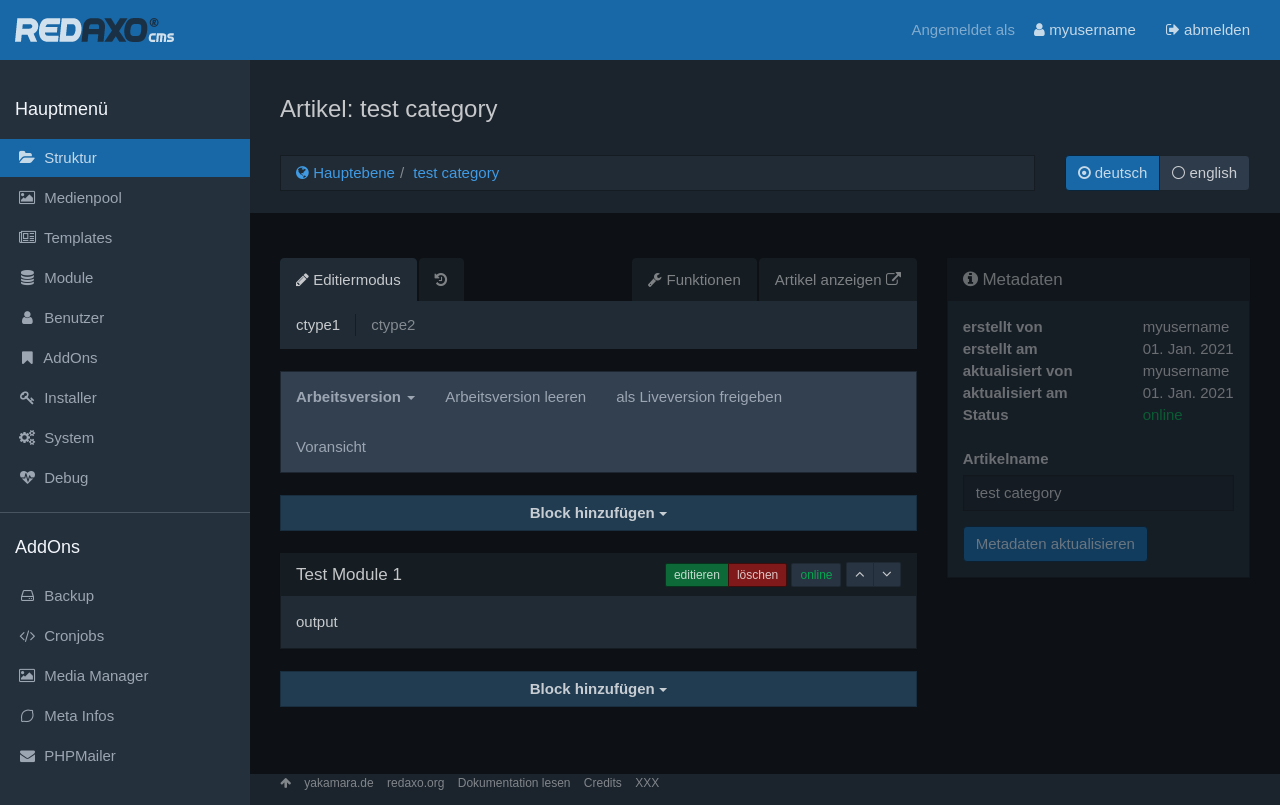 REDAXO® cms
Angemeldet als myusername abmelden
Hauptmenü
Struktur
Medienpool
Templates
Module
Benutzer
AddOns
Installer
System
Debug
AddOns
Backup
Cronjobs
Media Manager
Meta Infos
PHPMailer
Artikel: test category
Hauptebene / test category
deutsch english
Editiermodus
Funktionen Artikel anzeigen
ctype1 ctype2
Arbeitsversion Arbeitsversion leeren als Liveversion freigeben
Voransicht
Block hinzufügen
Test Module 1 editieren löschen online
output
Block hinzufügen
Metadaten
erstellt von myusername
erstellt am 01. Jan. 2021
aktualisiert von myusername
aktualisiert am 01. Jan. 2021
Status online
Artikelname
test category
Metadaten aktualisieren
yakamara.de redaxo.org Dokumentation lesen Credits XXX